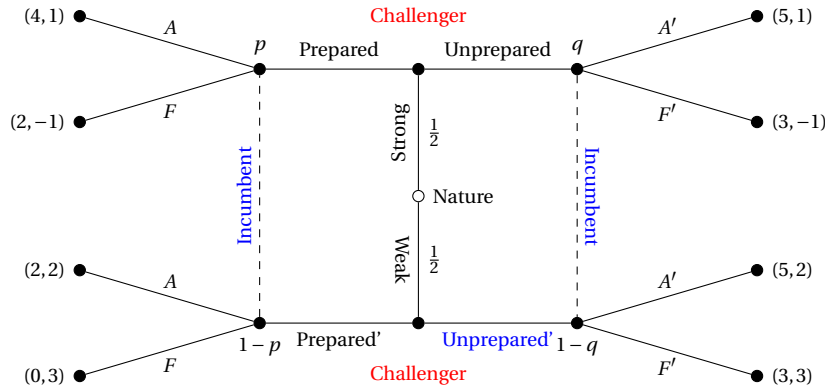 Challenger
(4, 1)
A
p
Prepared
Unprepared
q
A′
(5, 1)
(2, −1)
F
F′
(3, −1)
Strong
1/2
Incumbent
Nature
Incumbent
Weak
1/2
(2, 2)
A
A′
(5, 2)
1 − p
Prepared'
Unprepared'
1 − q
(0, 3)
F
F′
(3, 3)
Challenger